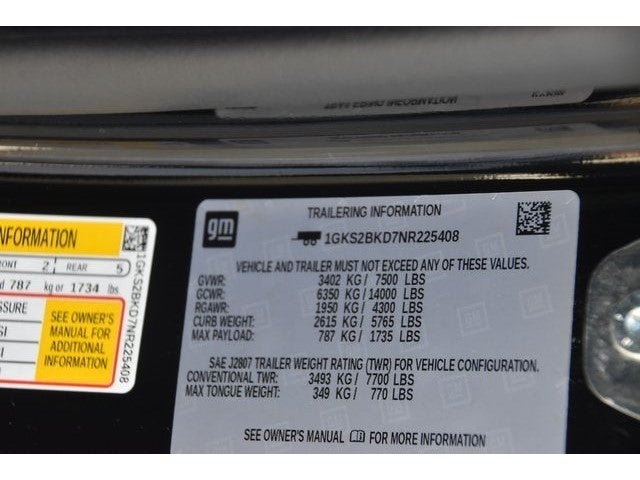 NFORMATION
RONT 2 REAR 5
d 787 kg or 1734 lbs
SSURE
SEE OWNER'S
MANUAL FOR
ADDITIONAL
INFORMATION
SI
SI
1GKS2BKD7NR225408
gm
TRAILERING INFORMATION
1GKS2BKD7NR225408
VEHICLE AND TRAILER MUST NOT EXCEED ANY OF THESE VALUES.
GVWR: 3402 KG / 7500 LBS
GCWR: 6350 KG / 14000 LBS
RGAWR: 1950 KG / 4300 LBS
CURB WEIGHT: 2615 KG / 5765 LBS
MAX PAYLOAD: 787 KG / 1735 LBS
SAE J2807 TRAILER WEIGHT RATING (TWR) FOR VEHICLE CONFIGURATION.
CONVENTIONAL TWR: 3493 KG / 7700 LBS
MAX TONGUE WEIGHT: 349 KG / 770 LBS
SEE OWNER'S MANUAL FOR MORE INFORMATION